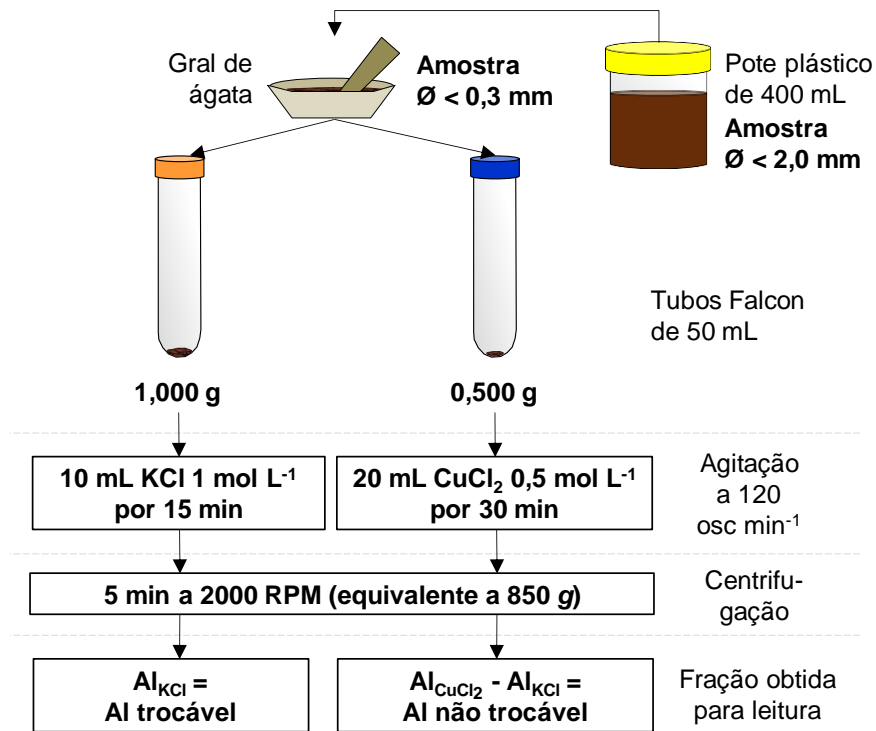 Gral de
ágata
Amostra
Ø < 0,3 mm
Pote plástico
de 400 mL
Amostra
Ø < 2,0 mm
Tubos Falcon
de 50 mL
1,000 g
0,500 g
10 mL KCl 1 mol L⁻¹
por 15 min
20 mL CuCl₂ 0,5 mol L⁻¹
por 30 min
Agitação
a 120
osc min⁻¹
5 min a 2000 RPM (equivalente a 850 g)
Centrifu-
gação
Al_KCl =
Al trocável
Al_CuCl₂ - Al_KCl =
Al não trocável
Fração obtida
para leitura